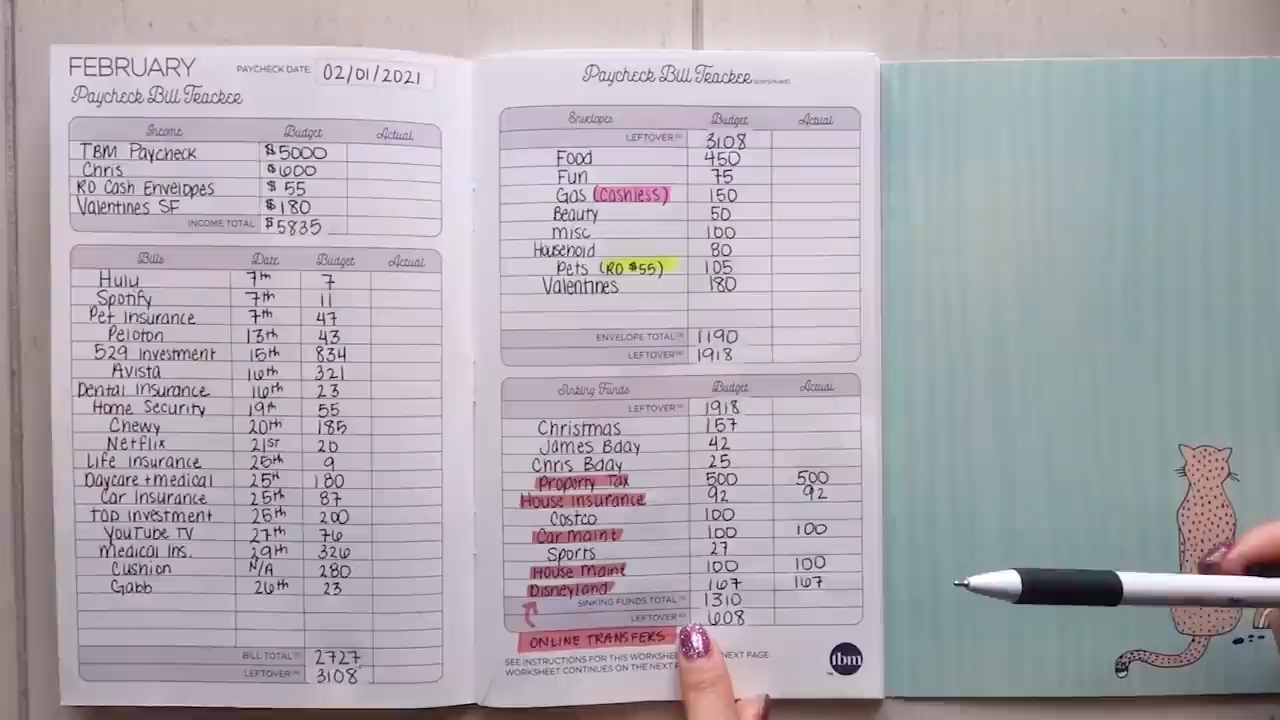 FEBRUARY PAYCHECK DATE: 02/01/2021
Paycheck Bill Tracker
Income Budget Actual
TBM Paycheck $5000
Chris $600
RO Cash Envelopes $55
Valentines SF $180
INCOME TOTAL $5835
Bills Date Budget Actual
Hulu 7th 7
Spotify 7th 11
Pet Insurance 7th 47
Peloton 13th 43
529 Investment 15th 834
Avista 16th 321
Dental Insurance 16th 23
Home Security 19th 55
Chewy 20th 185
Netflix 21st 20
Life Insurance 25th 9
Daycare + medical 25th 180
Car Insurance 25th 87
TDP Investment 25th 200
YouTube TV 27th 76
Medical Ins. 29th 326
Cushion N/A 280
Gabb 26th 23
BILL TOTAL 2727
LEFTOVER 3108
Paycheck Bill Tracker (continued)
Envelopes Budget Actual
LEFTOVER 3108
Food 450
Fun 75
Gas (cashless) 150
Beauty 50
misc 100
Household 80
Pets (RO $55) 105
Valentines 180
ENVELOPE TOTAL 1190
LEFTOVER 1918
Sinking Funds Budget Actual
LEFTOVER 1918
Christmas 157
James Bday 42
Chris Bday 25
Property Tax 500 500
House Insurance 92 92
Costco 100
Car maint 100 100
Sports 27
House Maint 100 100
Disneyland 167 167
SINKING FUNDS TOTAL 1310
LEFTOVER 608
ONLINE TRANSFERS
SEE INSTRUCTIONS FOR THIS WORKSHE NEXT PAGE
WORKSHEET CONTINUES ON THE NEXT P
tbm